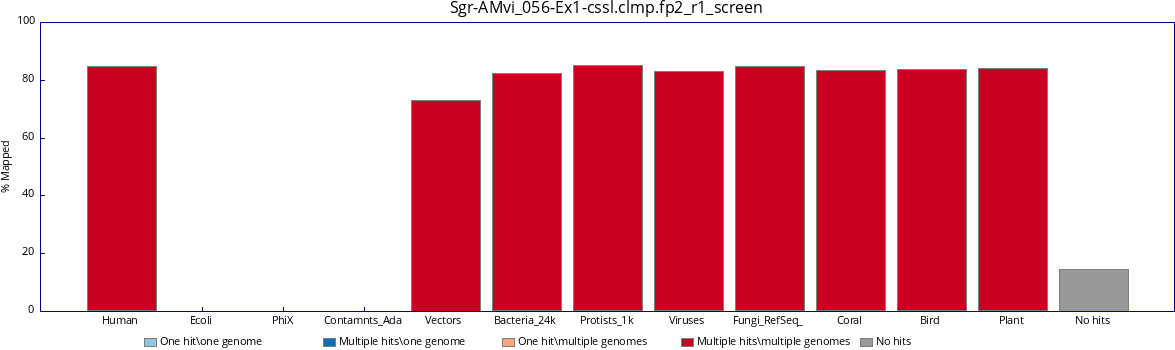 Sgr-AMvi_056-Ex1-cssl.clmp.fp2_r1_screen
100
80
60
40
20
0
% Mapped
Human Ecoli PhiX Contamnts_Ada Vectors Bacteria_24k Protists_1k Viruses Fungi_RefSeq_ Coral Bird Plant No hits
One hit\one genome Multiple hits\one genome One hit\multiple genomes Multiple hits\multiple genomes No hits